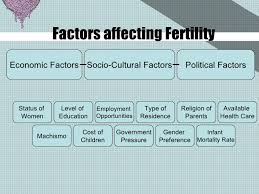 Factors affecting Fertility
Economic Factors
Socio-Cultural Factors
Political Factors
Status of
Women
Level of
Education
Employment
Opportunities
Type of
Residence
Religion of
Parents
Available
Health Care
Machismo
Cost of
Children
Government
Pressure
Gender
Preference
Infant
Mortality Rate